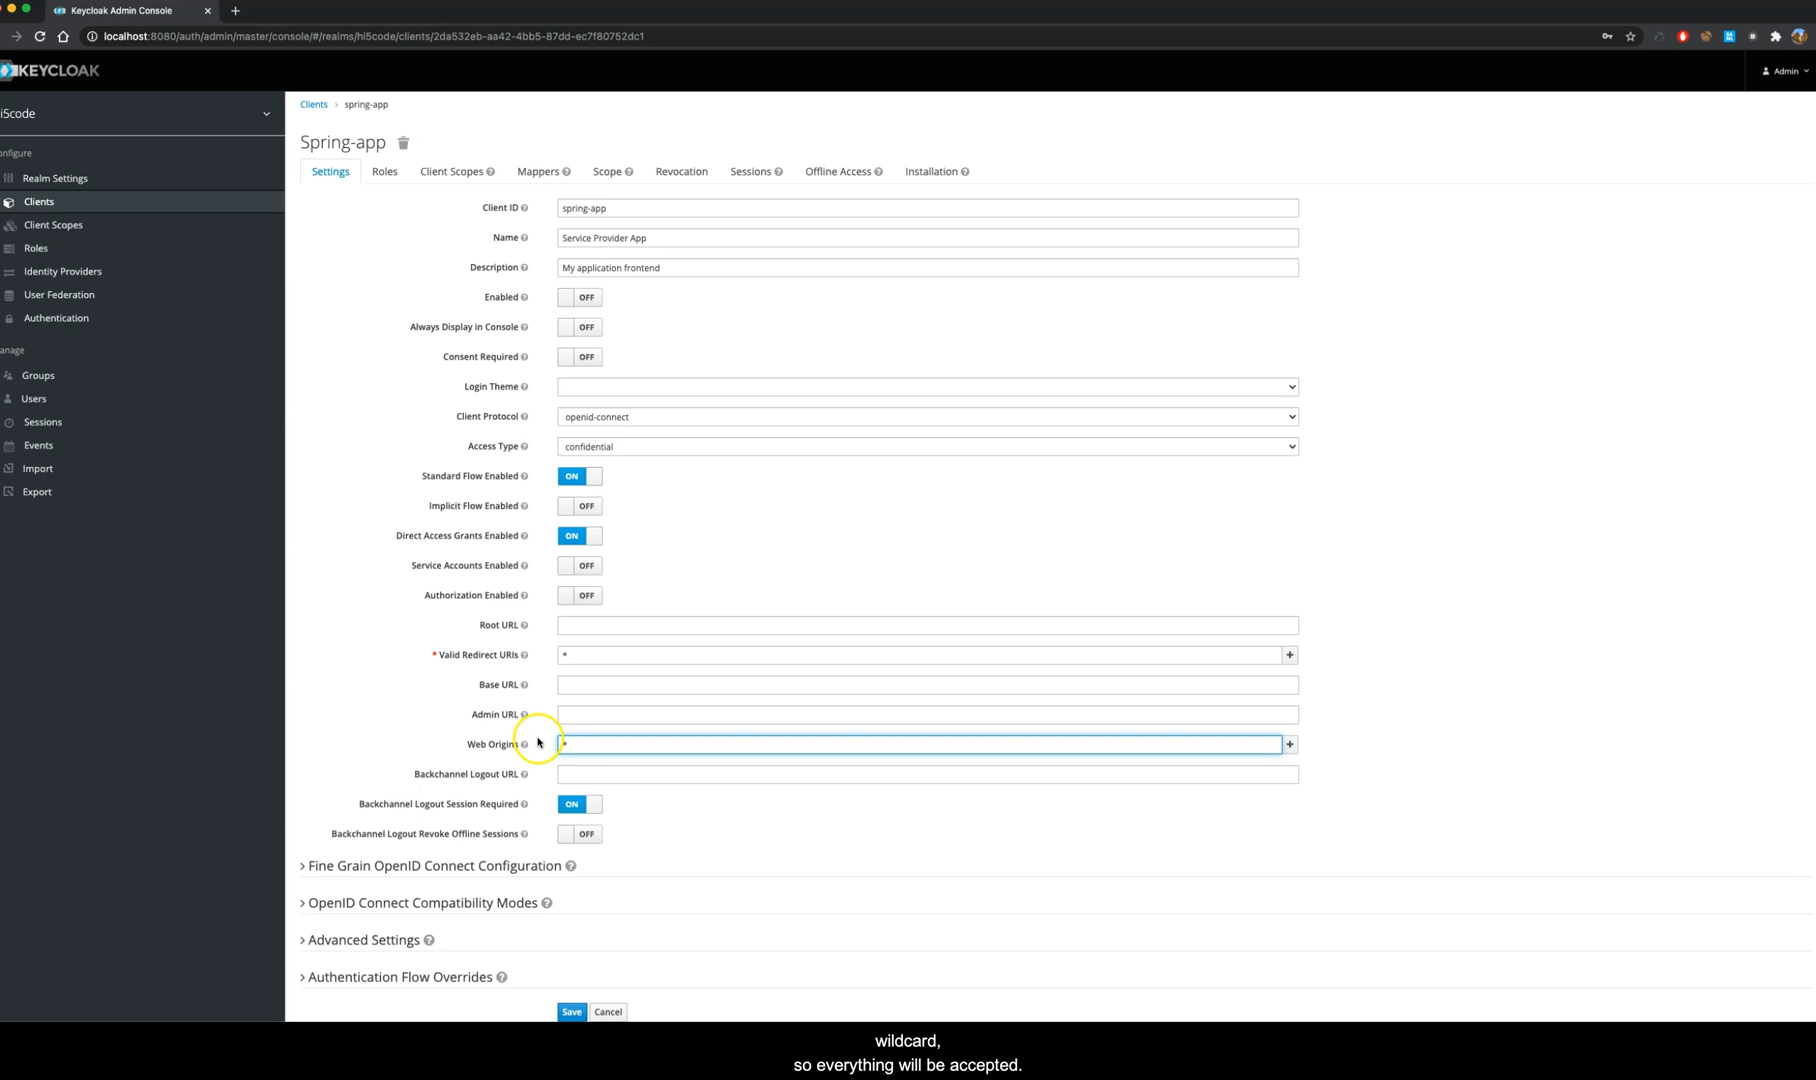 Keycloak Admin Console
localhost:8080/auth/admin/master/console/#/realms/hi5code/clients/2da532eb-aa42-4bb5-87dd-ec7f80752dc1
KEYCLOAK
Admin
i5code
onfigure
Realm Settings
Clients
Client Scopes
Roles
Identity Providers
User Federation
Authentication
anage
Groups
Users
Sessions
Events
Import
Export
Clients > spring-app
Spring-app
Settings Roles Client Scopes Mappers Scope Revocation Sessions Offline Access Installation
Client ID spring-app
Name Service Provider App
Description My application frontend
Enabled OFF
Always Display in Console OFF
Consent Required OFF
Login Theme
Client Protocol openid-connect
Access Type confidential
Standard Flow Enabled ON
Implicit Flow Enabled OFF
Direct Access Grants Enabled ON
Service Accounts Enabled OFF
Authorization Enabled OFF
Root URL
* Valid Redirect URIs * +
Base URL
Admin URL
Web Origins * +
Backchannel Logout URL
Backchannel Logout Session Required ON
Backchannel Logout Revoke Offline Sessions OFF
> Fine Grain OpenID Connect Configuration
> OpenID Connect Compatibility Modes
> Advanced Settings
> Authentication Flow Overrides
Save Cancel
wildcard,
so everything will be accepted.